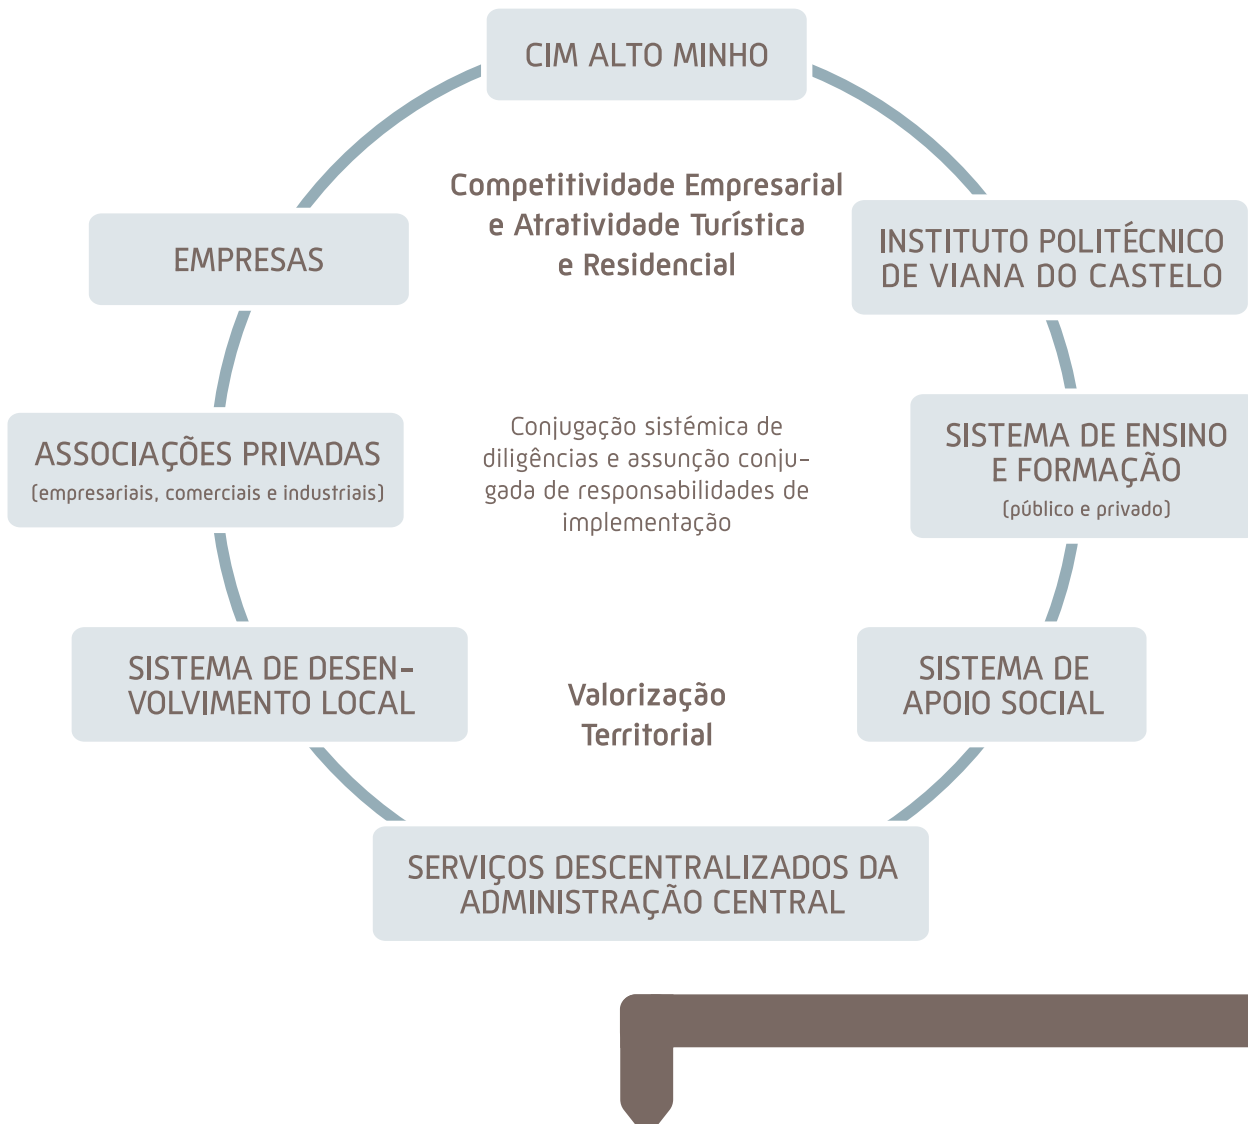 CIM ALTO MINHO
Competitividade Empresarial
e Atratividade Turística
e Residencial
EMPRESAS
INSTITUTO POLITÉCNICO
DE VIANA DO CASTELO
ASSOCIAÇÕES PRIVADAS
(empresariais, comerciais e industriais)
Conjugação sistémica de
diligências e assunção conju-
gada de responsabilidades de
implementação
SISTEMA DE ENSINO
E FORMAÇÃO
(público e privado)
SISTEMA DE DESEN-
VOLVIMENTO LOCAL
Valorização
Territorial
SISTEMA DE
APOIO SOCIAL
SERVIÇOS DESCENTRALIZADOS DA
ADMINISTRAÇÃO CENTRAL